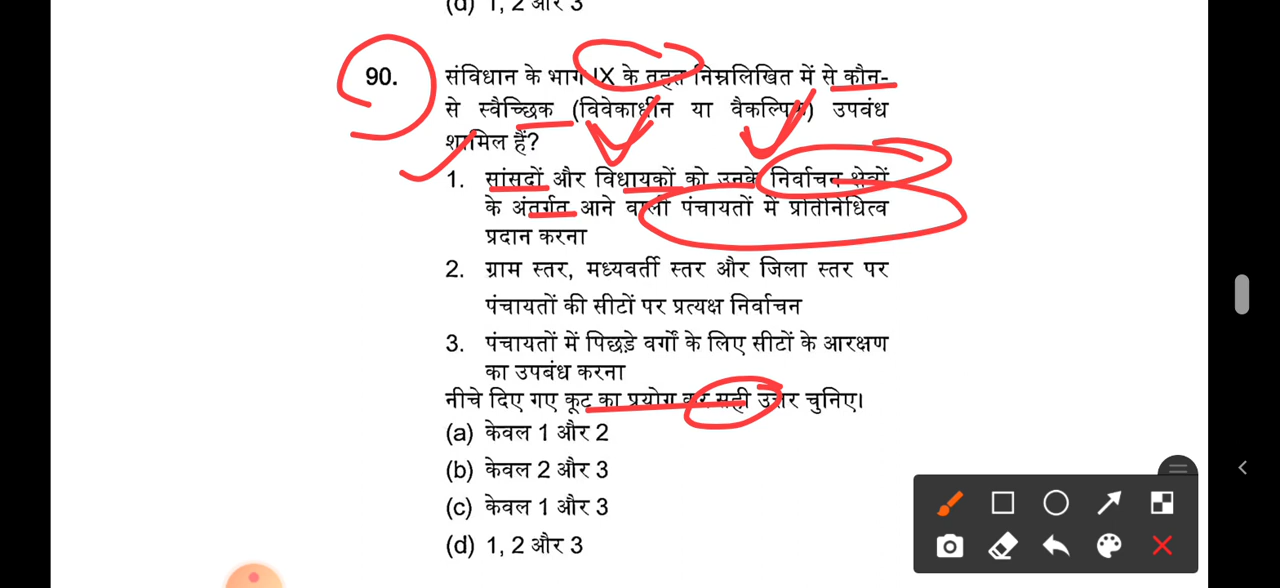 (d) 1, 2 और 3
90. संविधान के भाग IX के तहत निम्नलिखित में से कौन-
से स्वैच्छिक (विवेकाधीन या वैकल्पिक) उपबंध
शामिल हैं?
1. सांसदों और विधायकों को उनके निर्वाचन क्षेत्रों
के अंतर्गत आने वाली पंचायतों में प्रतिनिधित्व
प्रदान करना
2. ग्राम स्तर, मध्यवर्ती स्तर और जिला स्तर पर
पंचायतों की सीटों पर प्रत्यक्ष निर्वाचन
3. पंचायतों में पिछड़े वर्गों के लिए सीटों के आरक्षण
का उपबंध करना
नीचे दिए गए कूट का प्रयोग कर सही उत्तर चुनिए।
(a) केवल 1 और 2
(b) केवल 2 और 3
(c) केवल 1 और 3
(d) 1, 2 और 3